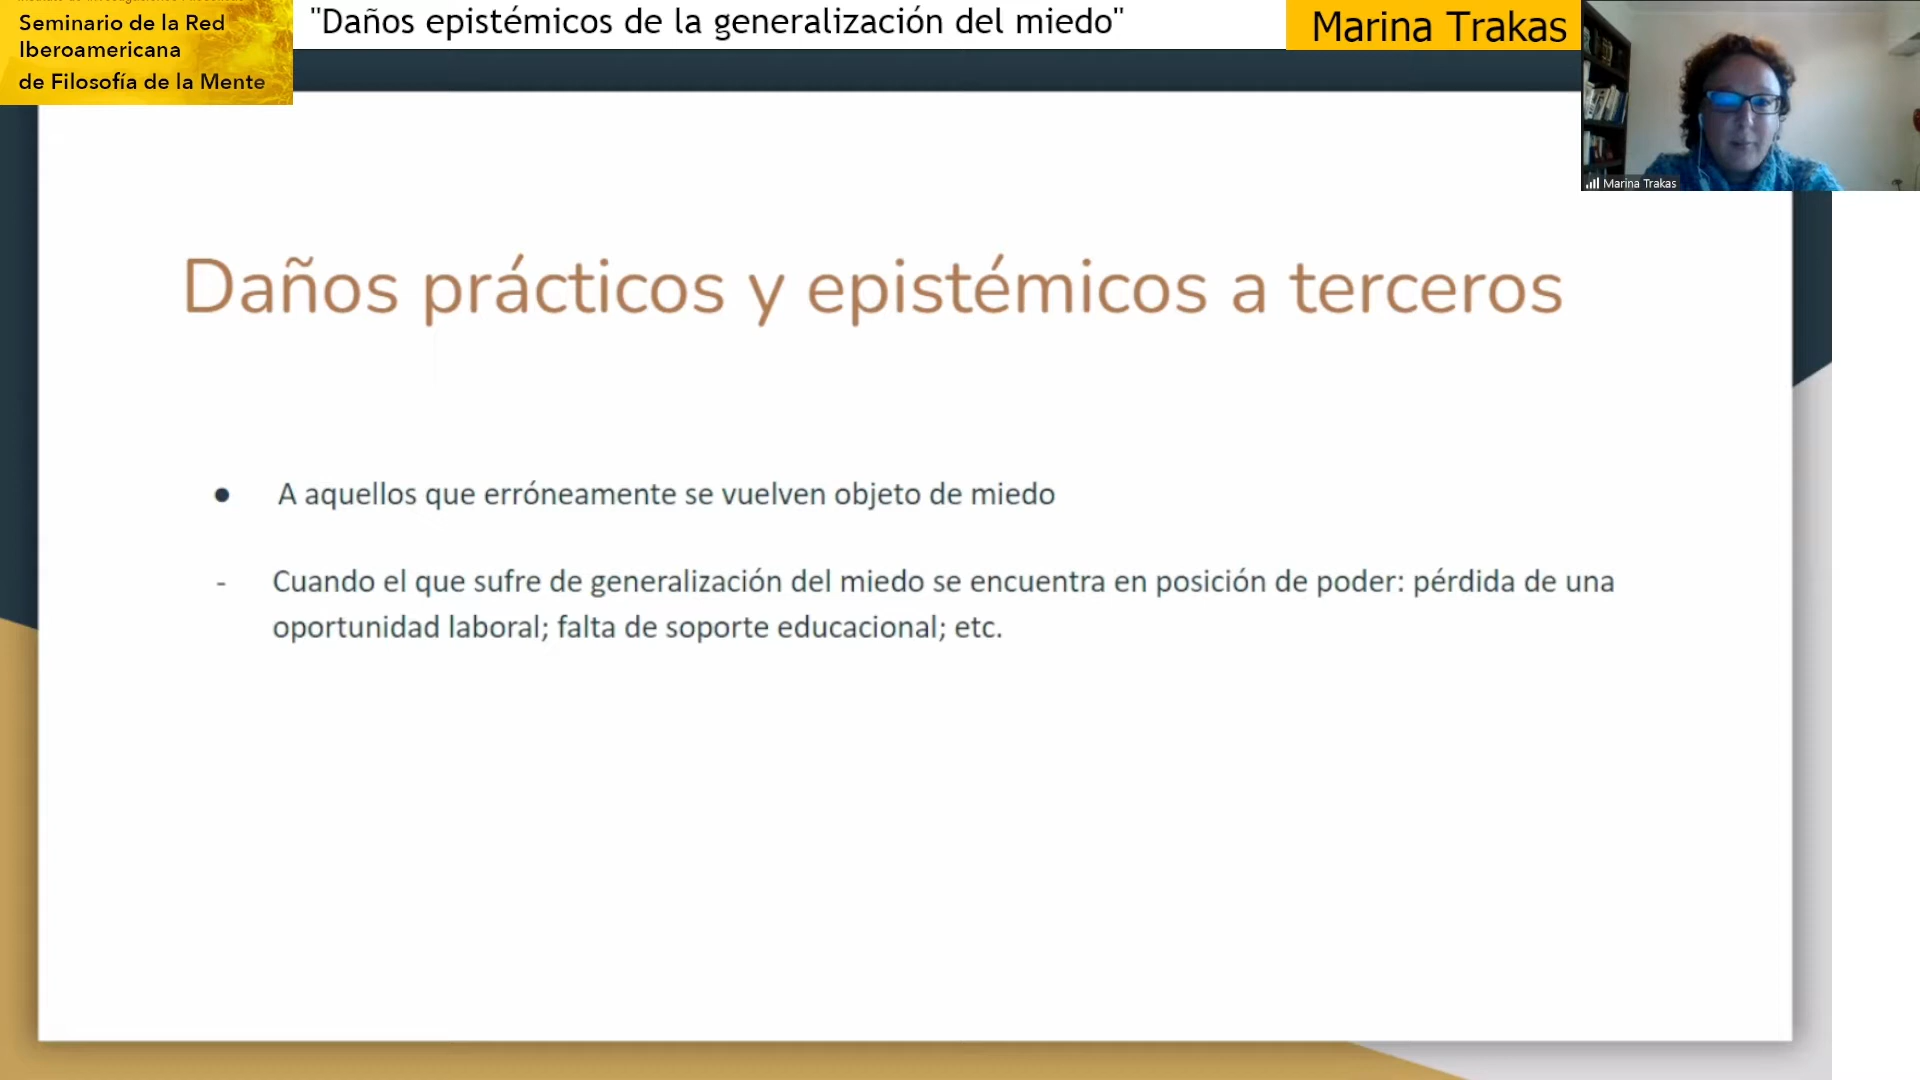 Seminario de la Red
Iberoamericana
de Filosofía de la Mente
"Daños epistémicos de la generalización del miedo"
Marina Trakas
Marina Trakas
Daños prácticos y epistémicos a terceros
● A aquellos que erróneamente se vuelven objeto de miedo
- Cuando el que sufre de generalización del miedo se encuentra en posición de poder: pérdida de una
oportunidad laboral; falta de soporte educacional; etc.